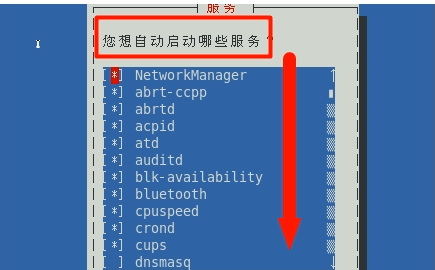 服务
您想自动启动哪些服务？
[*] NetworkManager
[*] abrt-ccpp
[*] abrtd
[*] acpid
[*] atd
[*] auditd
[*] blk-availability
[*] bluetooth
[*] cpuspeed
[*] crond
[*] cups
[ ] dnsmasq